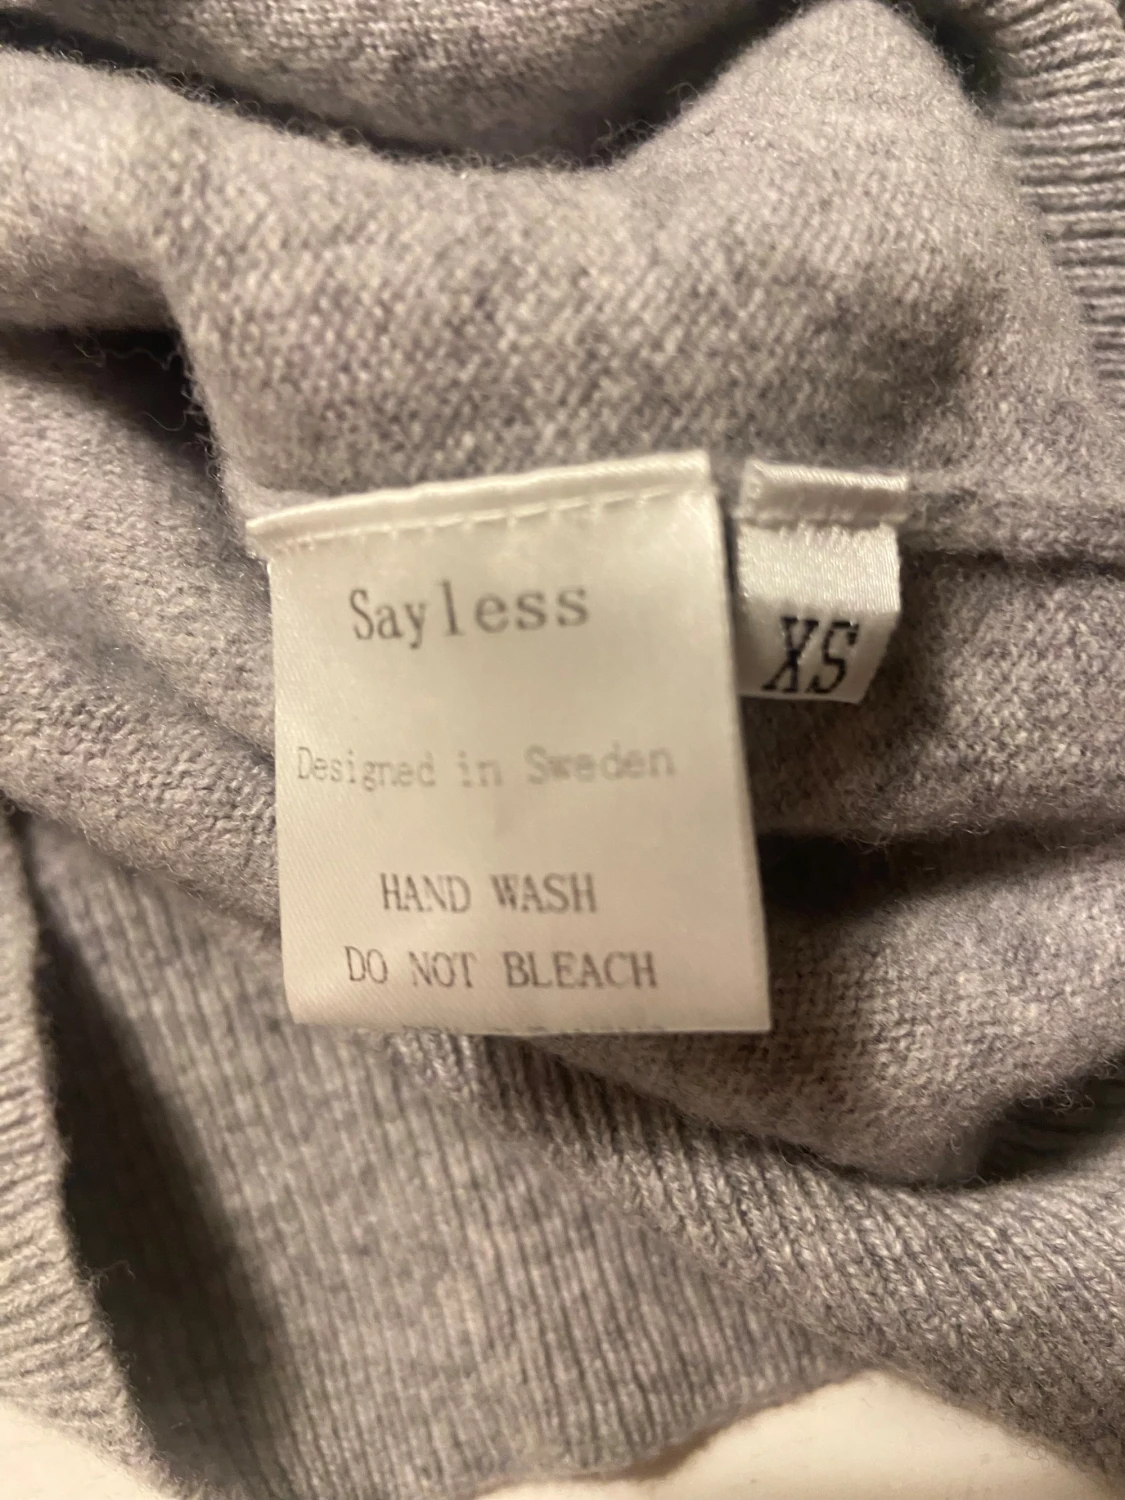 Sayless
XS
Designed in Sweden
HAND WASH
DO NOT BLEACH